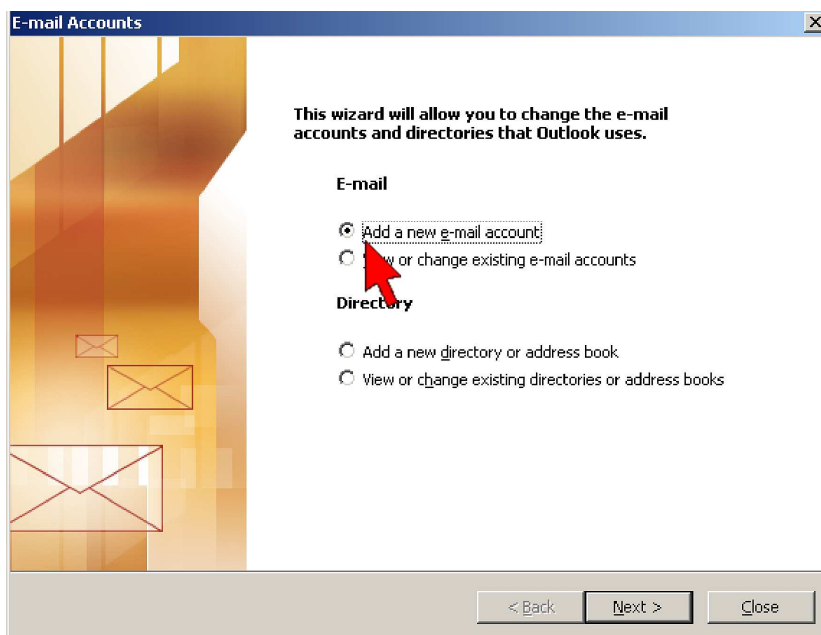 E-mail Accounts
This wizard will allow you to change the e-mail
accounts and directories that Outlook uses.
E-mail
Add a new e-mail account
or change existing e-mail accounts
Directory
Add a new directory or address book
View or change existing directories or address books
< Back
Next >
Close